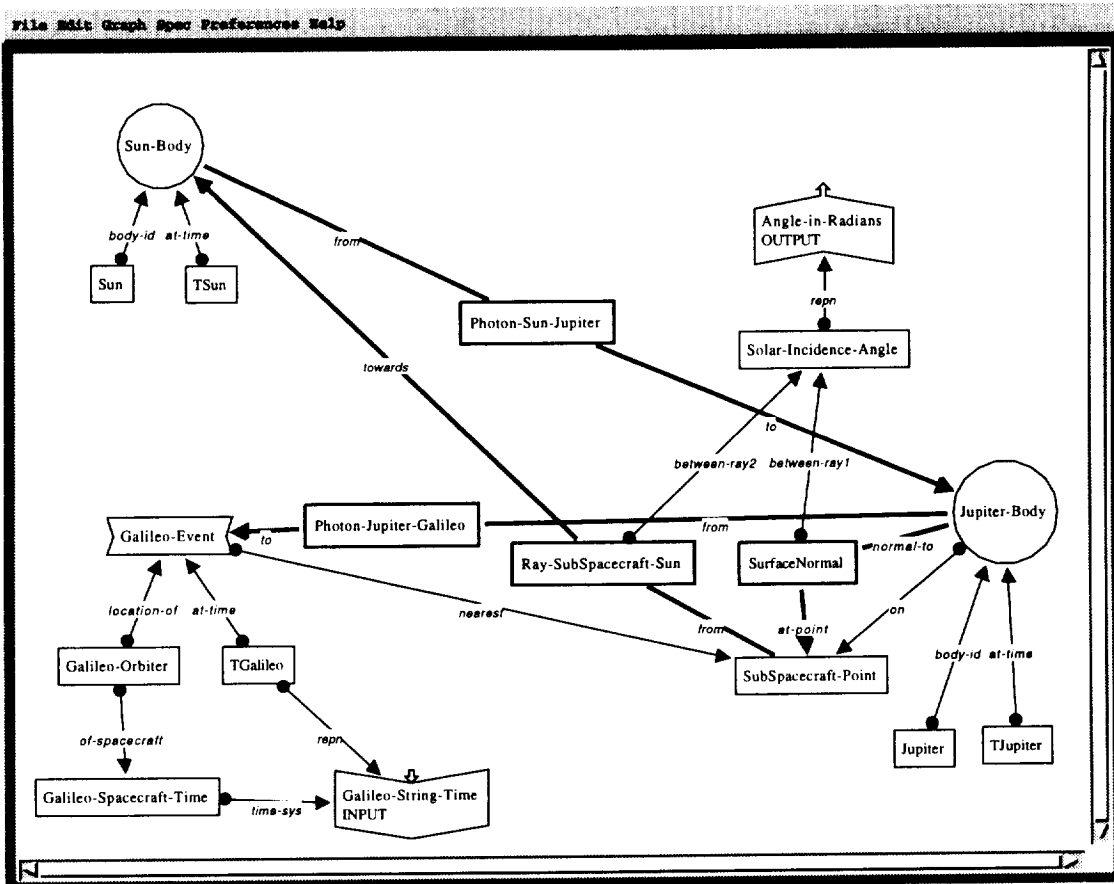 File Edit Graph Spec Preferences Help
Sun-Body
body-id at-time
Sun
TSun
from
Angle-in-Radians
OUTPUT
repn
Photon-Sun-Jupiter
Solar-Incidence-Angle
towards
to
between-ray2 between-ray1
Photon-Jupiter-Galileo
from
Jupiter-Body
Galileo-Event
to
Ray-SubSpacecraft-Sun
SurfaceNormal
normal-to
location-of at-time
nearest
from
at-point
on
Galileo-Orbiter
TGalileo
SubSpacecraft-Point
body-id at-time
of-spacecraft
repn
Jupiter
TJupiter
Galileo-Spacecraft-Time
time-sys
Galileo-String-Time
INPUT